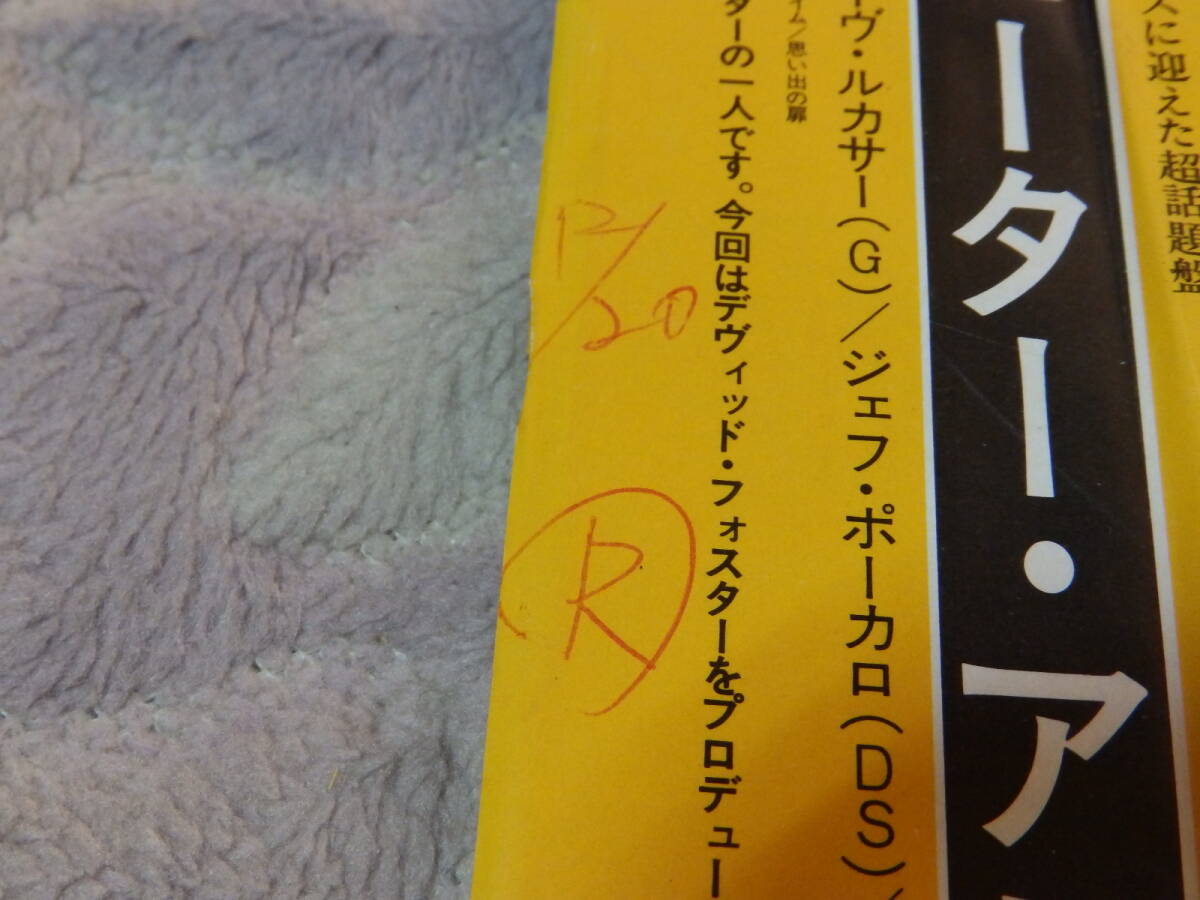 スに迎えた超話題盤
ーター・ア
ーヴ・ルカサー(G)/ジェフ・ポーカロ(DS)/
イム/思い出の扉
ターの一人です。今回はデヴィッド・フォスターをプロデュー
12/20
R